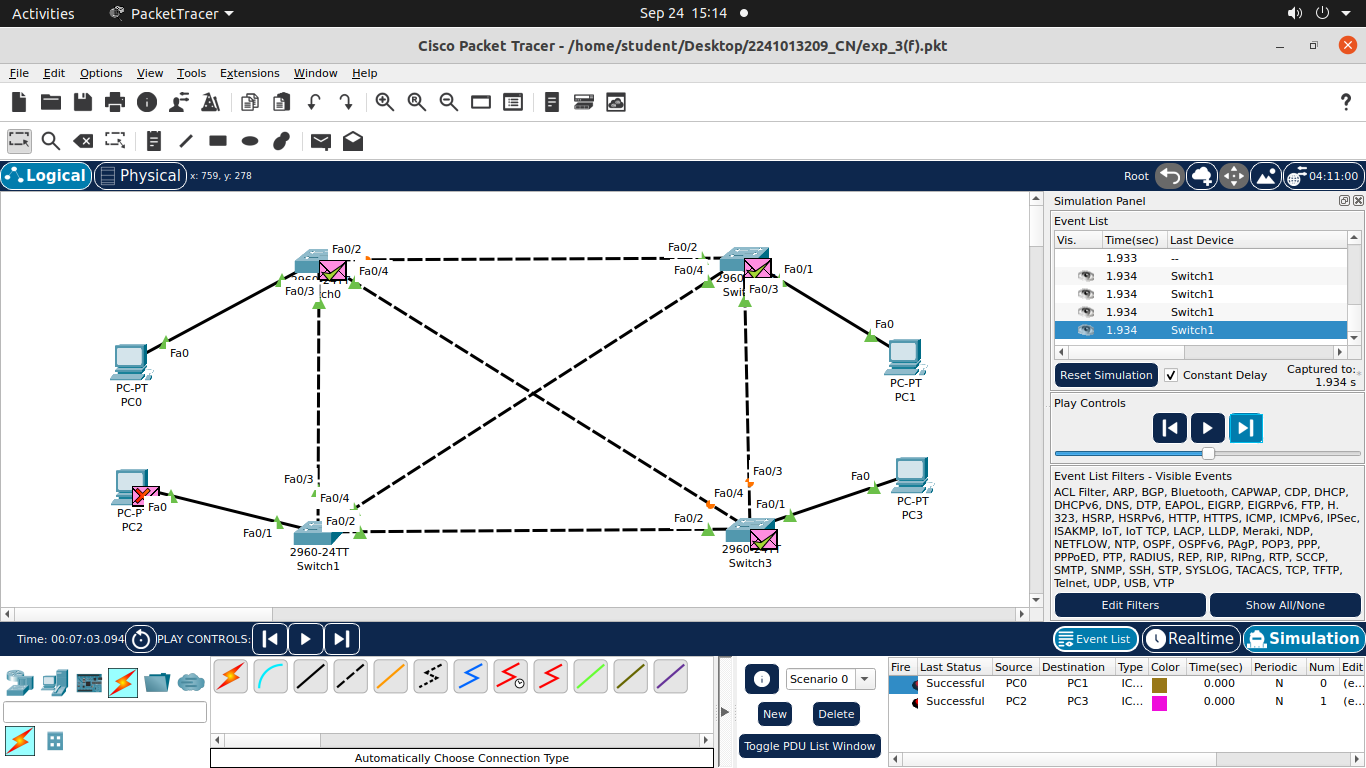 Activities PacketTracer Sep 24 15:14
Cisco Packet Tracer - /home/student/Desktop/2241013209_CN/exp_3(f).pkt
File Edit Options View Tools Extensions Window Help
?
Logical Physical x: 759, y: 278 Root 04:11:00
Simulation Panel
Event List
Vis. Time(sec) Last Device
1.933 --
1.934 Switch1
1.934 Switch1
1.934 Switch1
1.934 Switch1
Reset Simulation Constant Delay Captured to:
1.934 s
Play Controls
Event List Filters - Visible Events
ACL Filter, ARP, BGP, Bluetooth, CAPWAP, CDP, DHCP,
DHCPv6, DNS, DTP, EAPOL, EIGRP, EIGRPv6, FTP, H.
323, HSRP, HSRPv6, HTTP, HTTPS, ICMP, ICMPv6, IPSec,
ISAKMP, IoT, IoT TCP, LACP, LLDP, Meraki, NDP,
NETFLOW, NTP, OSPF, OSPFv6, PAgP, POP3, PPP,
PPPoED, PTP, RADIUS, REP, RIP, RIPng, RTP, SCCP,
SMTP, SNMP, SSH, STP, SYSLOG, TACACS, TCP, TFTP,
Telnet, UDP, USB, VTP
Edit Filters Show All/None
Fa0/2
Fa0/4
Fa0/3
ch0
Fa0/2
Fa0/4
Fa0/1
Fa0/3
2960
Fa0
PC-PT
PC0
Fa0
PC-PT
PC1
Fa0
PC-P
PC2
Fa0/1
Fa0/3
Fa0/4
Fa0/2
2960-24TT
Switch1
Fa0/3
Fa0/4
Fa0/1
Fa0/2
2960-24TT
Switch3
Fa0
PC-PT
PC3
Time: 00:07:03.094 PLAY CONTROLS: Event List Realtime Simulation
Automatically Choose Connection Type
Scenario 0
New Delete
Toggle PDU List Window
Fire Last Status Source Destination Type Color Time(sec) Periodic Num Edit
Successful PC0 PC1 IC... 0.000 N 0 (e...
Successful PC2 PC3 IC... 0.000 N 1 (e...